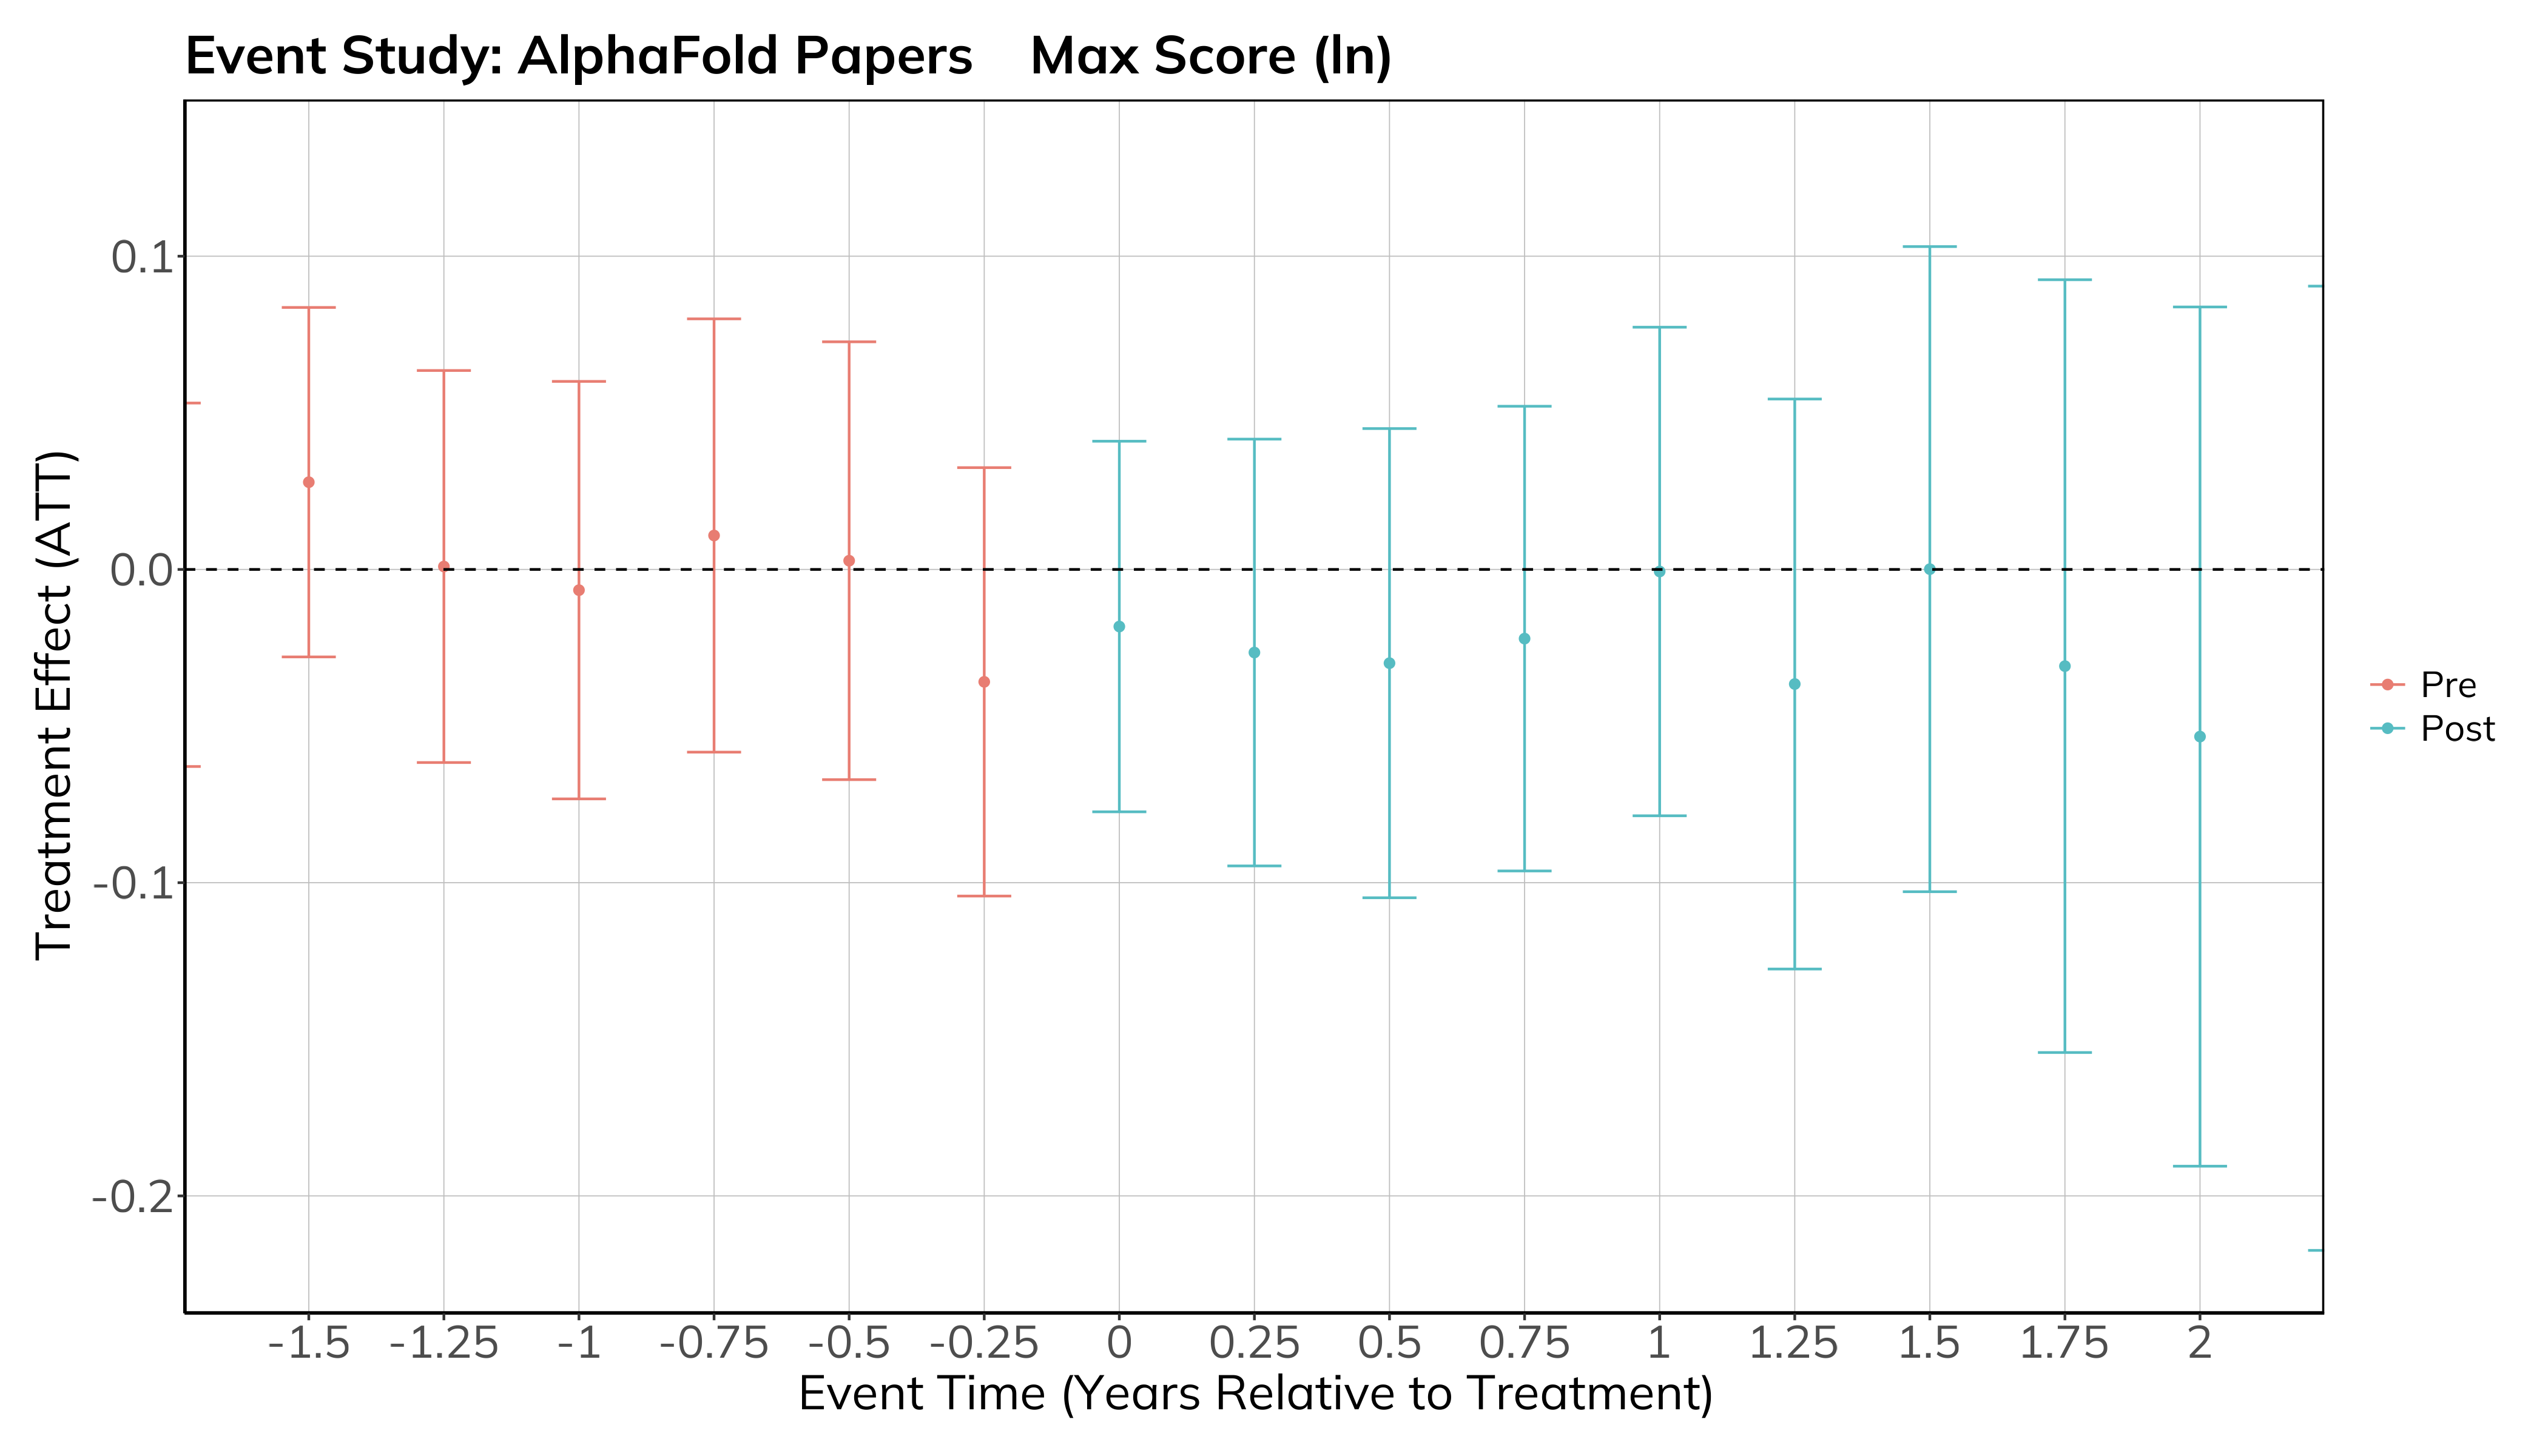 Event Study: AlphaFold Papers Max Score (ln)
Treatment Effect (ATT)
0.1
0.0
-0.1
-0.2
-1.5 -1.25 -1 -0.75 -0.5 -0.25 0 0.25 0.5 0.75 1 1.25 1.5 1.75 2
Event Time (Years Relative to Treatment)
Pre
Post